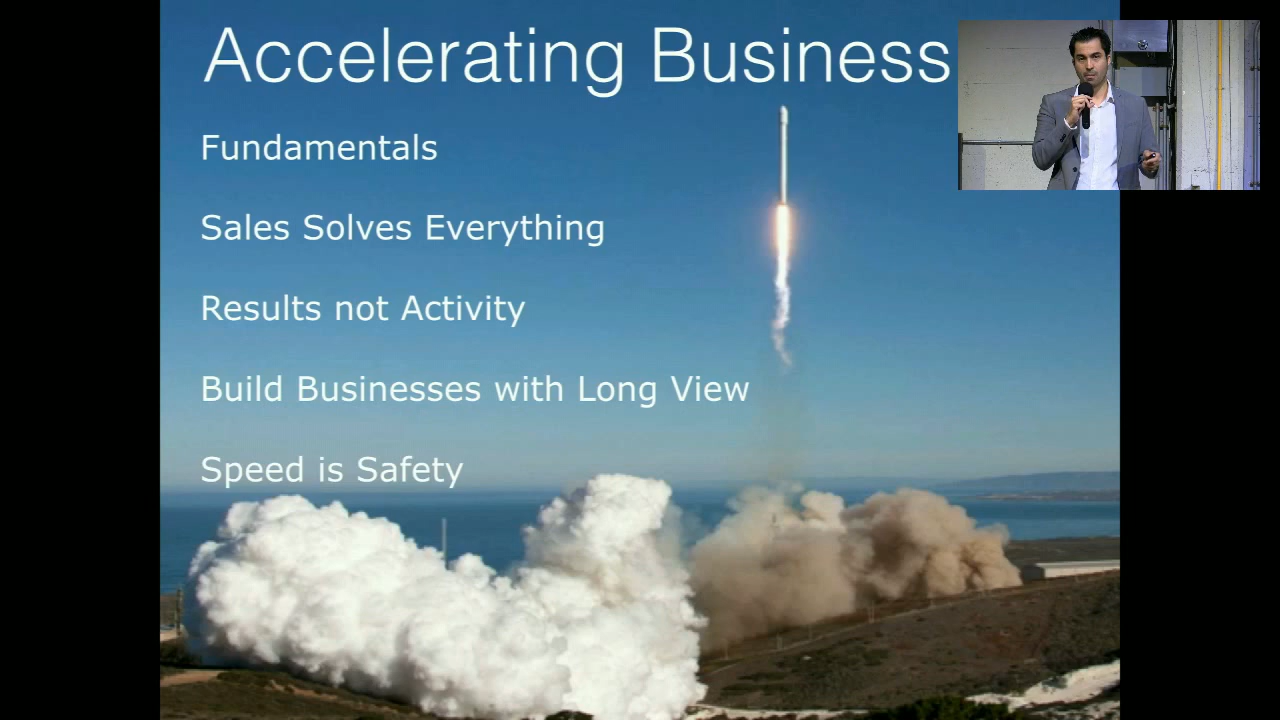 Accelerating Business
Fundamentals
Sales Solves Everything
Results not Activity
Build Businesses with Long View
Speed is Safety